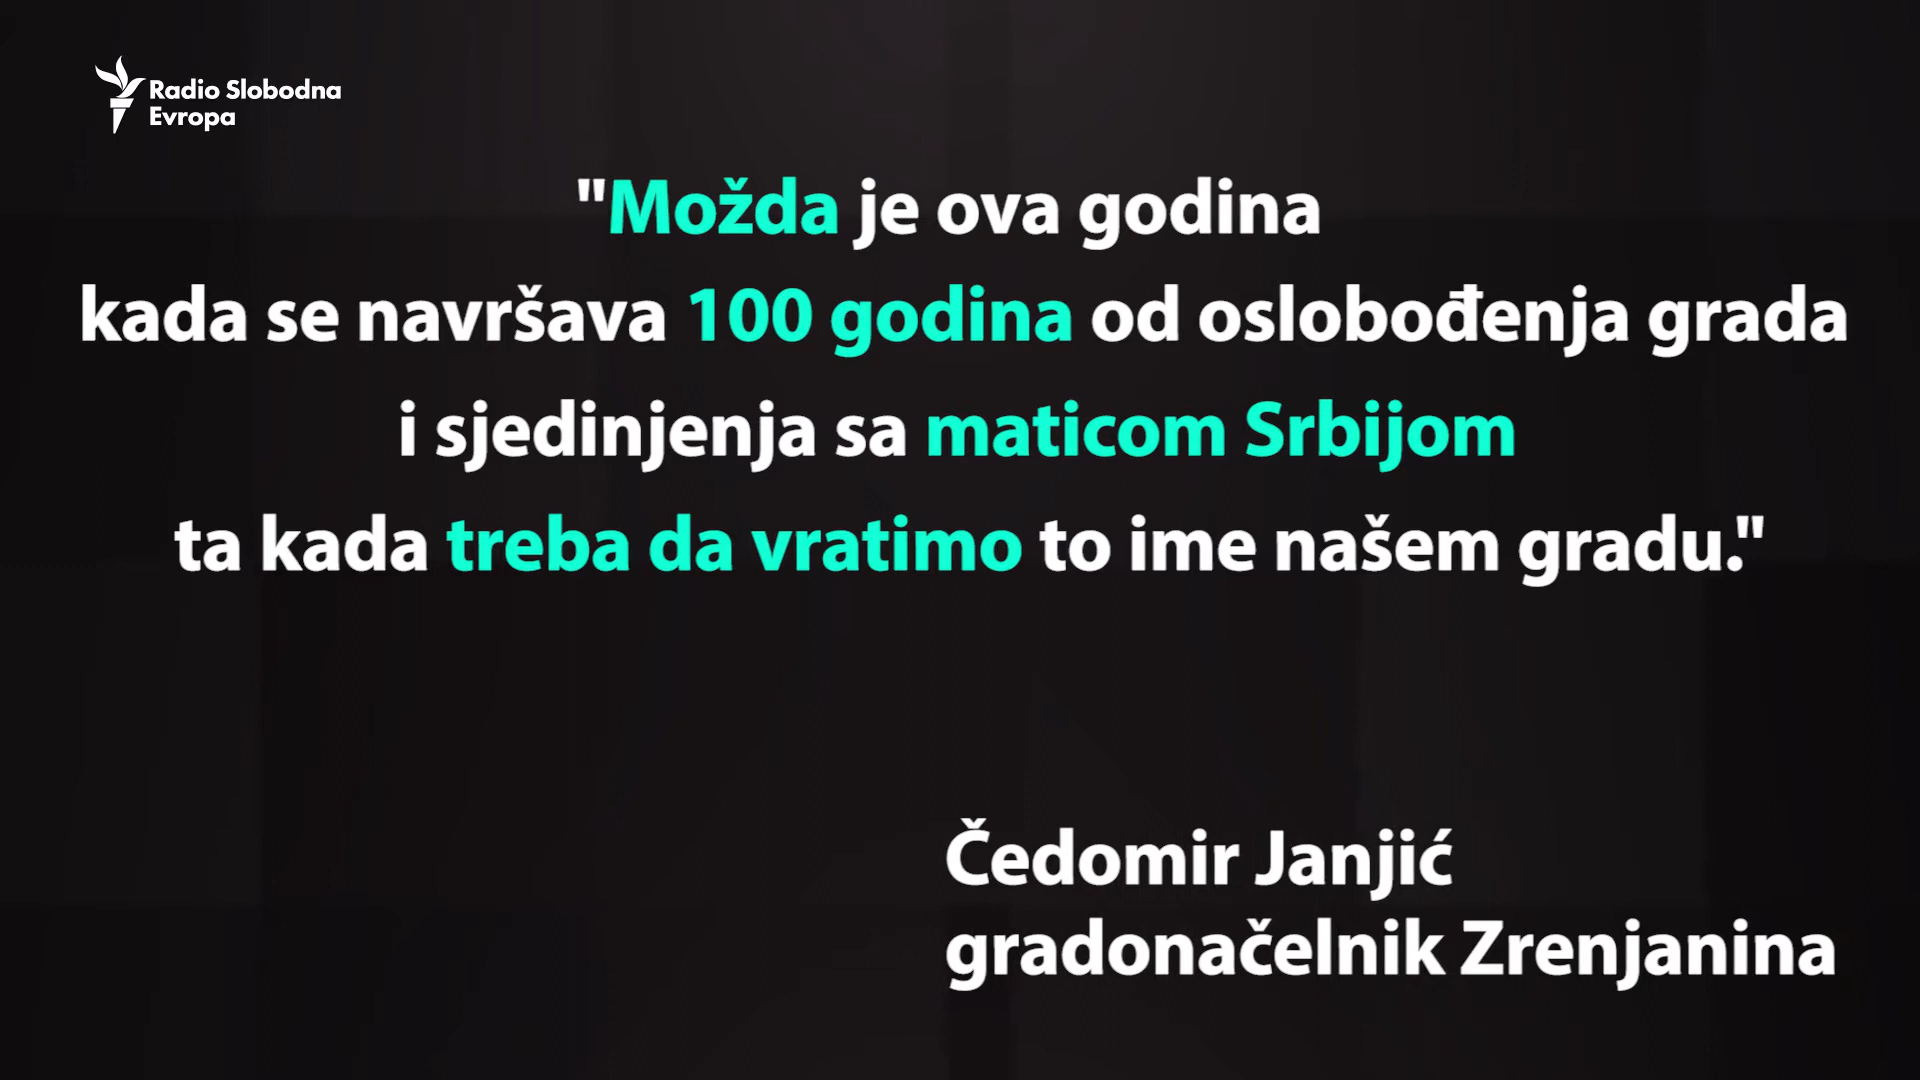 Radio Slobodna
Evropa
"Možda je ova godina
kada se navršava 100 godina od oslobođenja grada
i sjedinjenja sa maticom Srbijom
ta kada treba da vratimo to ime našem gradu."
Čedomir Janjić
gradonačelnik Zrenjanina